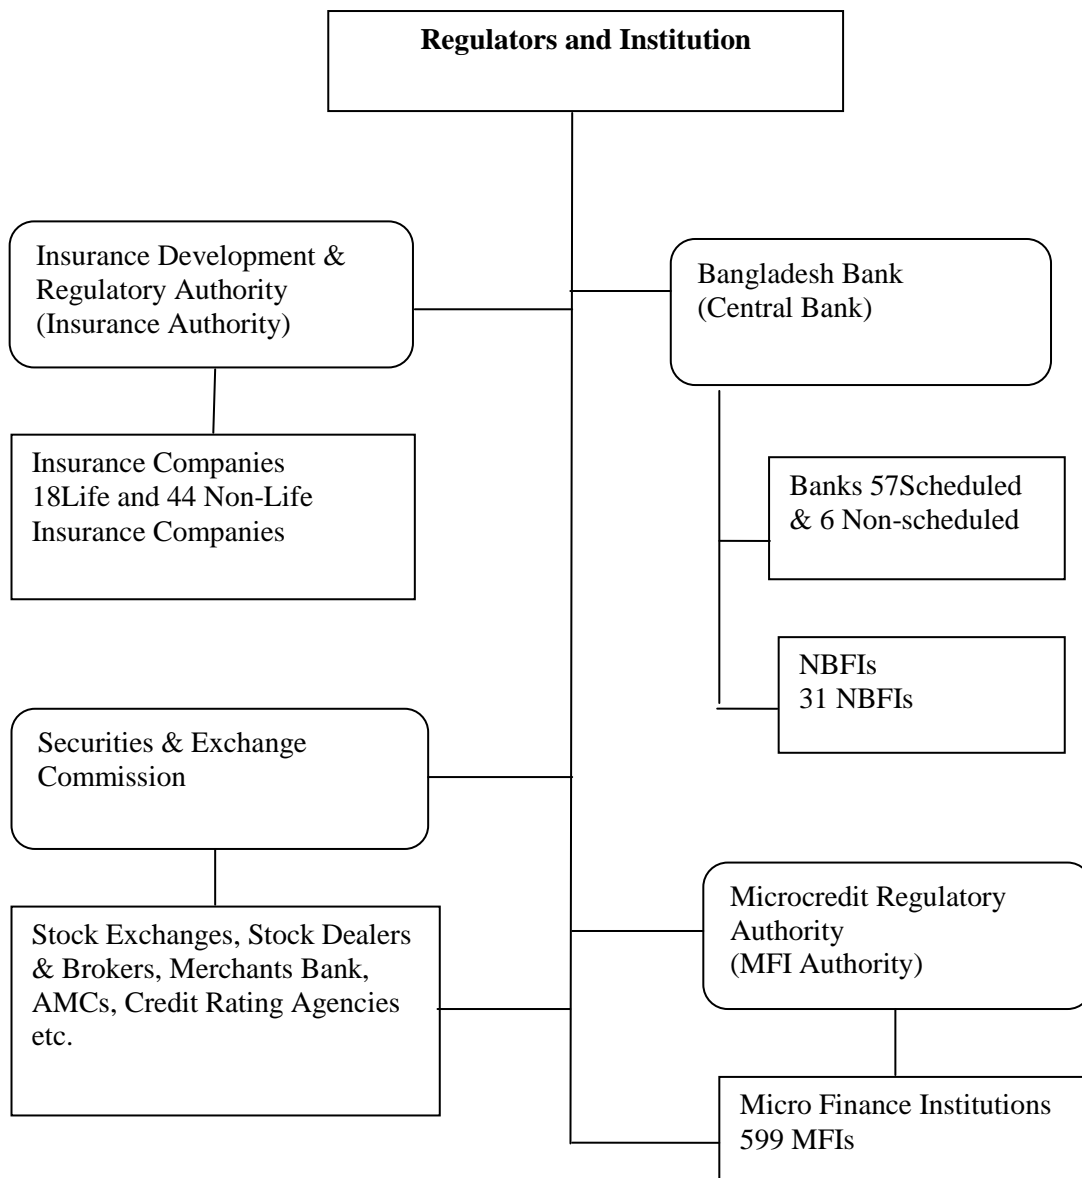 Regulators and Institution
Insurance Development &
Regulatory Authority
(Insurance Authority)
Bangladesh Bank
(Central Bank)
Insurance Companies
18Life and 44 Non-Life
Insurance Companies
Banks 57Scheduled
& 6 Non-scheduled
NBFIs
31 NBFIs
Securities & Exchange
Commission
Stock Exchanges, Stock Dealers
& Brokers, Merchants Bank,
AMCs, Credit Rating Agencies
etc.
Microcredit Regulatory
Authority
(MFI Authority)
Micro Finance Institutions
599 MFIs